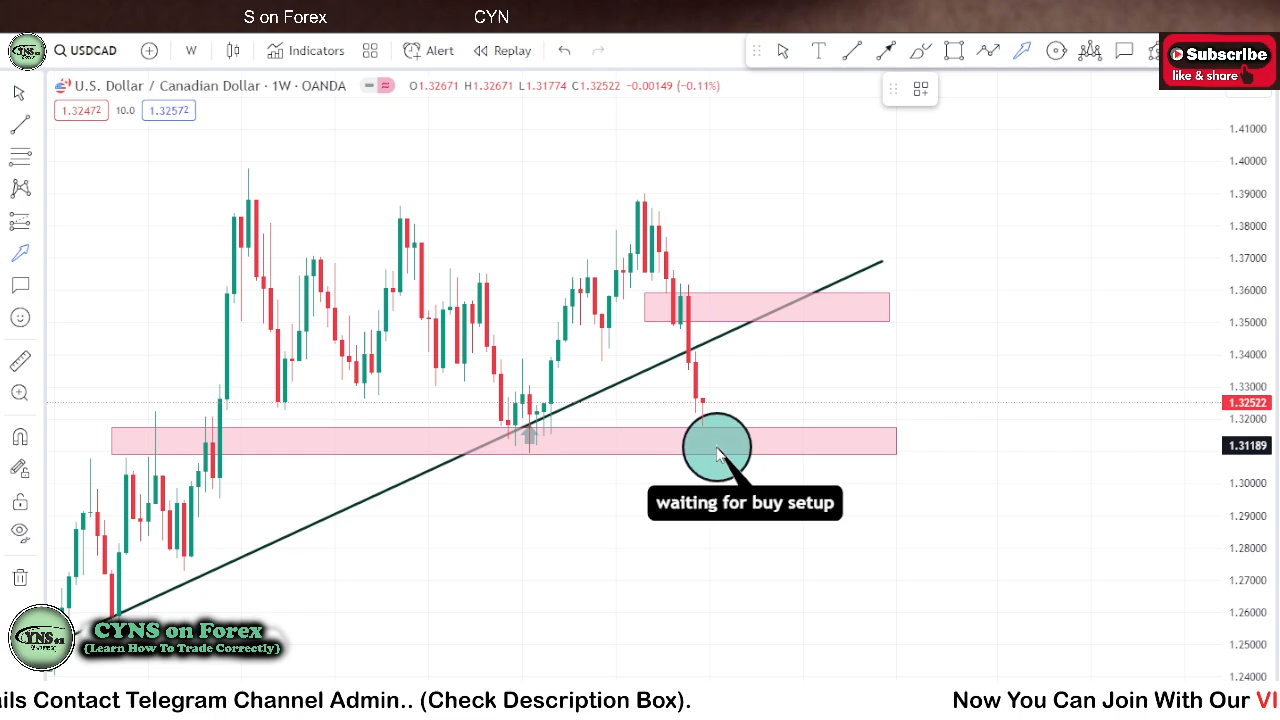 S on Forex CYN
USDCAD W Indicators Alert Replay
Subscribe
like & share
U.S. Dollar / Canadian Dollar · 1W · OANDA O1.32671 H1.32671 L1.31774 C1.32522 −0.00149 (−0.11%)
1.32472 10.0 1.32572
1.41000
1.40000
1.39000
1.38000
1.37000
1.36000
1.35000
1.34000
1.33000
1.32522
1.32000
1.31189
1.30000
1.29000
1.28000
1.27000
1.26000
1.25000
1.24000
waiting for buy setup
CYNS on
Forex
CYNS on Forex
{Learn How To Trade Correctly}
ails Contact Telegram Channel Admin.. (Check Description Box). Now You Can Join With Our VI